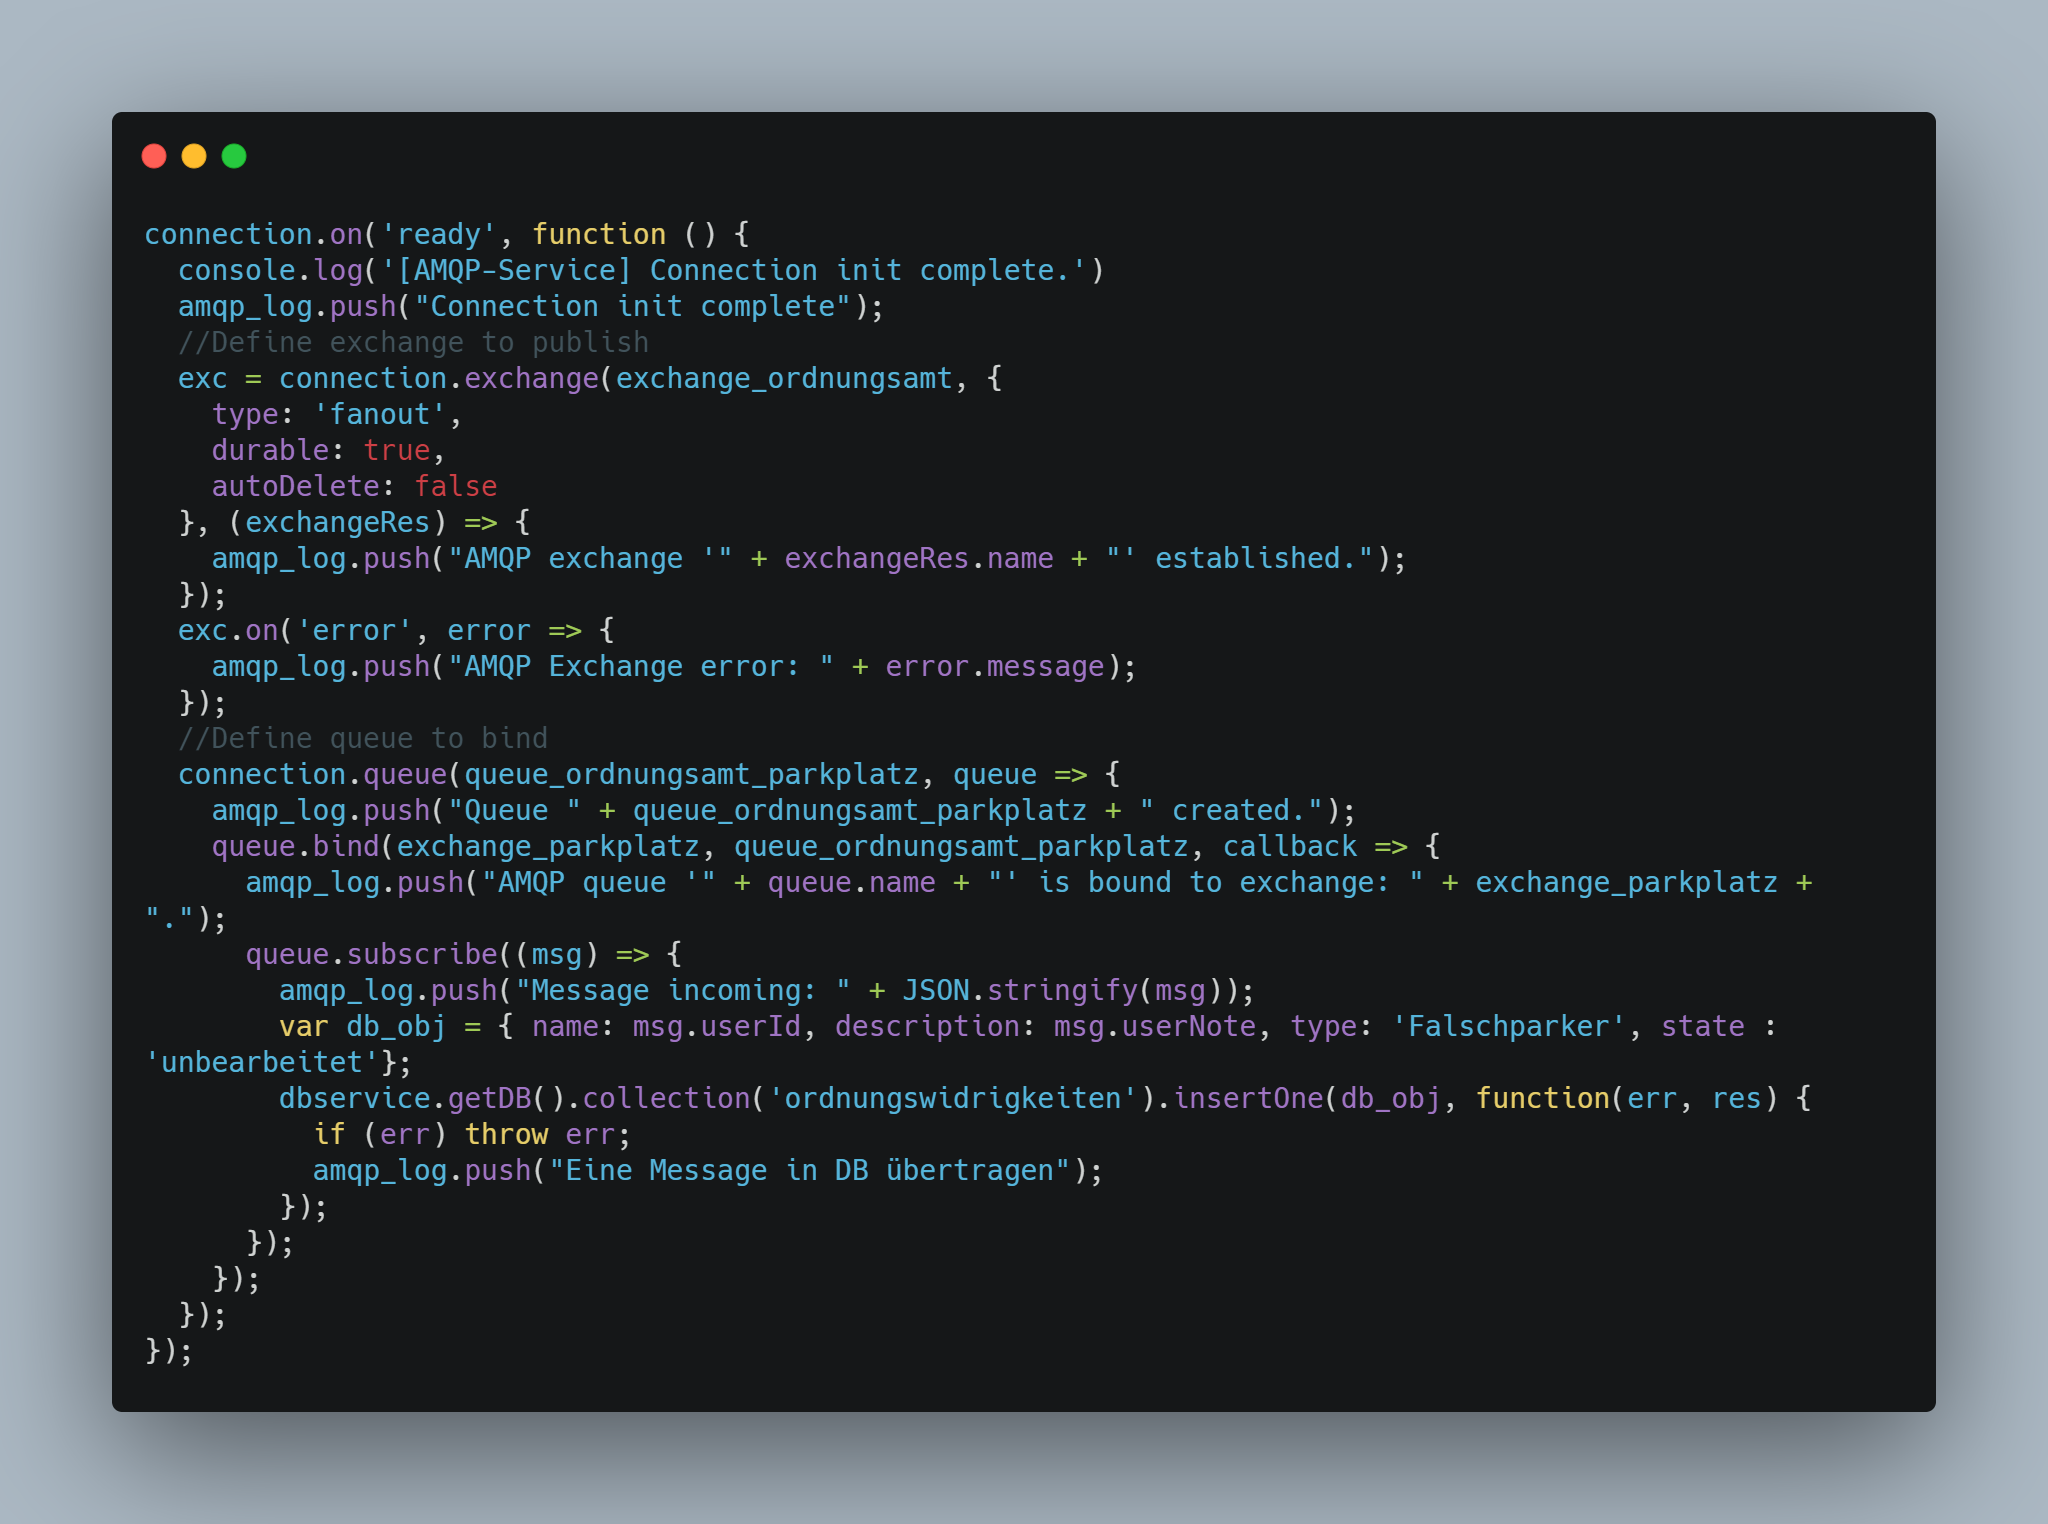 connection.on('ready', function () {
  console.log('[AMQP-Service] Connection init complete.')
  amqp_log.push("Connection init complete");
  //Define exchange to publish
  exc = connection.exchange(exchange_ordnungsamt, {
    type: 'fanout',
    durable: true,
    autoDelete: false
  }, (exchangeRes) => {
    amqp_log.push("AMQP exchange '" + exchangeRes.name + "' established.");
  });
  exc.on('error', error => {
    amqp_log.push("AMQP Exchange error: " + error.message);
  });
  //Define queue to bind
  connection.queue(queue_ordnungsamt_parkplatz, queue => {
    amqp_log.push("Queue " + queue_ordnungsamt_parkplatz + " created.");
    queue.bind(exchange_parkplatz, queue_ordnungsamt_parkplatz, callback => {
      amqp_log.push("AMQP queue '" + queue.name + "' is bound to exchange: " + exchange_parkplatz +
".");
      queue.subscribe((msg) => {
        amqp_log.push("Message incoming: " + JSON.stringify(msg));
        var db_obj = { name: msg.userId, description: msg.userNote, type: 'Falschparker', state :
'unbearbeitet'};
        dbservice.getDB().collection('ordnungswidrigkeiten').insertOne(db_obj, function(err, res) {
          if (err) throw err;
          amqp_log.push("Eine Message in DB übertragen");
        });
      });
    });
  });
});